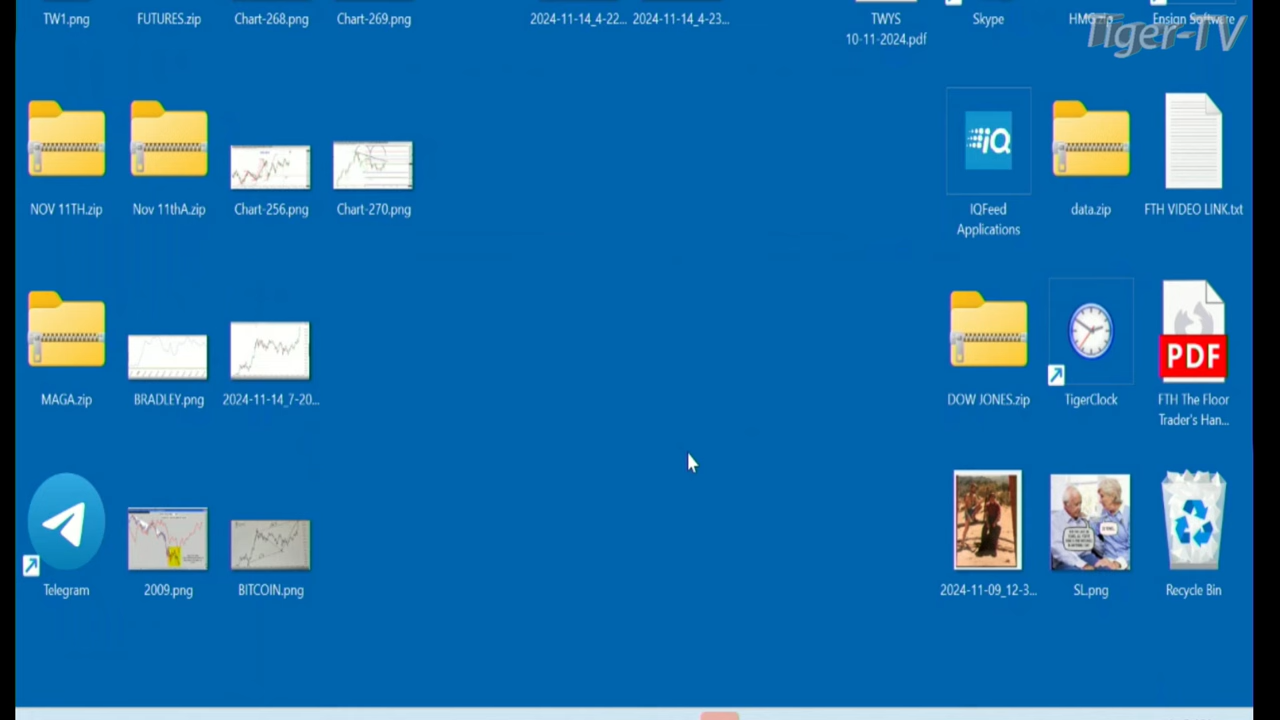 TW1.png
FUTURES.zip
Chart-268.png
Chart-269.png
2024-11-14_4-22...
2024-11-14_4-23...
TWYS
10-11-2024.pdf
Skype
HMG.zip
Ensign Software
Tiger-TV
NOV 11TH.zip
Nov 11thA.zip
Chart-256.png
Chart-270.png
iQ
IQFeed
Applications
data.zip
FTH VIDEO LINK.txt
MAGA.zip
BRADLEY.png
2024-11-14_7-20...
DOW JONES.zip
TigerClock
PDF
FTH The Floor
Trader's Han...
Telegram
2009.png
BITCOIN.png
2024-11-09_12-3...
SL.png
Recycle Bin